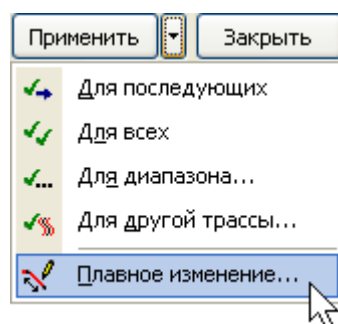 Применить Закрыть
Для последующих
Для всех
Для диапазона...
Для другой трассы...
Плавное изменение...